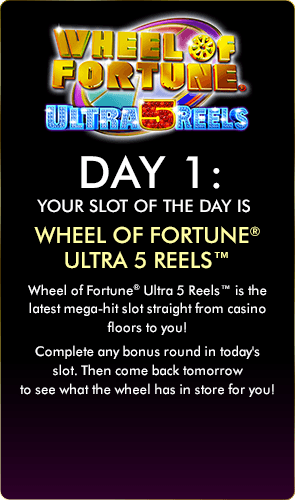 WHEEL OF
FORTUNE®
ULTRA 5 REELS
DAY 1:
YOUR SLOT OF THE DAY IS
WHEEL OF FORTUNE®
ULTRA 5 REELS™
Wheel of Fortune® Ultra 5 Reels™ is the
latest mega-hit slot straight from casino
floors to you!
Complete any bonus round in today's
slot. Then come back tomorrow
to see what the wheel has in store for you!